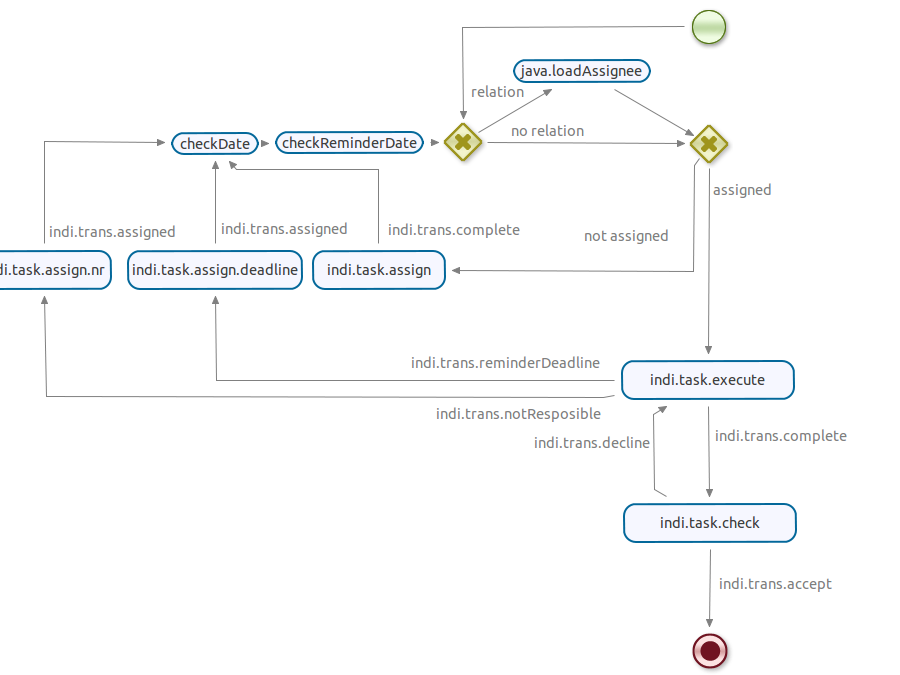 java.loadAssignee
relation
no relation
checkDate
checkReminderDate
assigned
indi.trans.assigned
indi.trans.assigned
indi.trans.complete
not assigned
di.task.assign.nr
indi.task.assign.deadline
indi.task.assign
indi.trans.reminderDeadline
indi.task.execute
indi.trans.notResposible
indi.trans.decline
indi.trans.complete
indi.task.check
indi.trans.accept